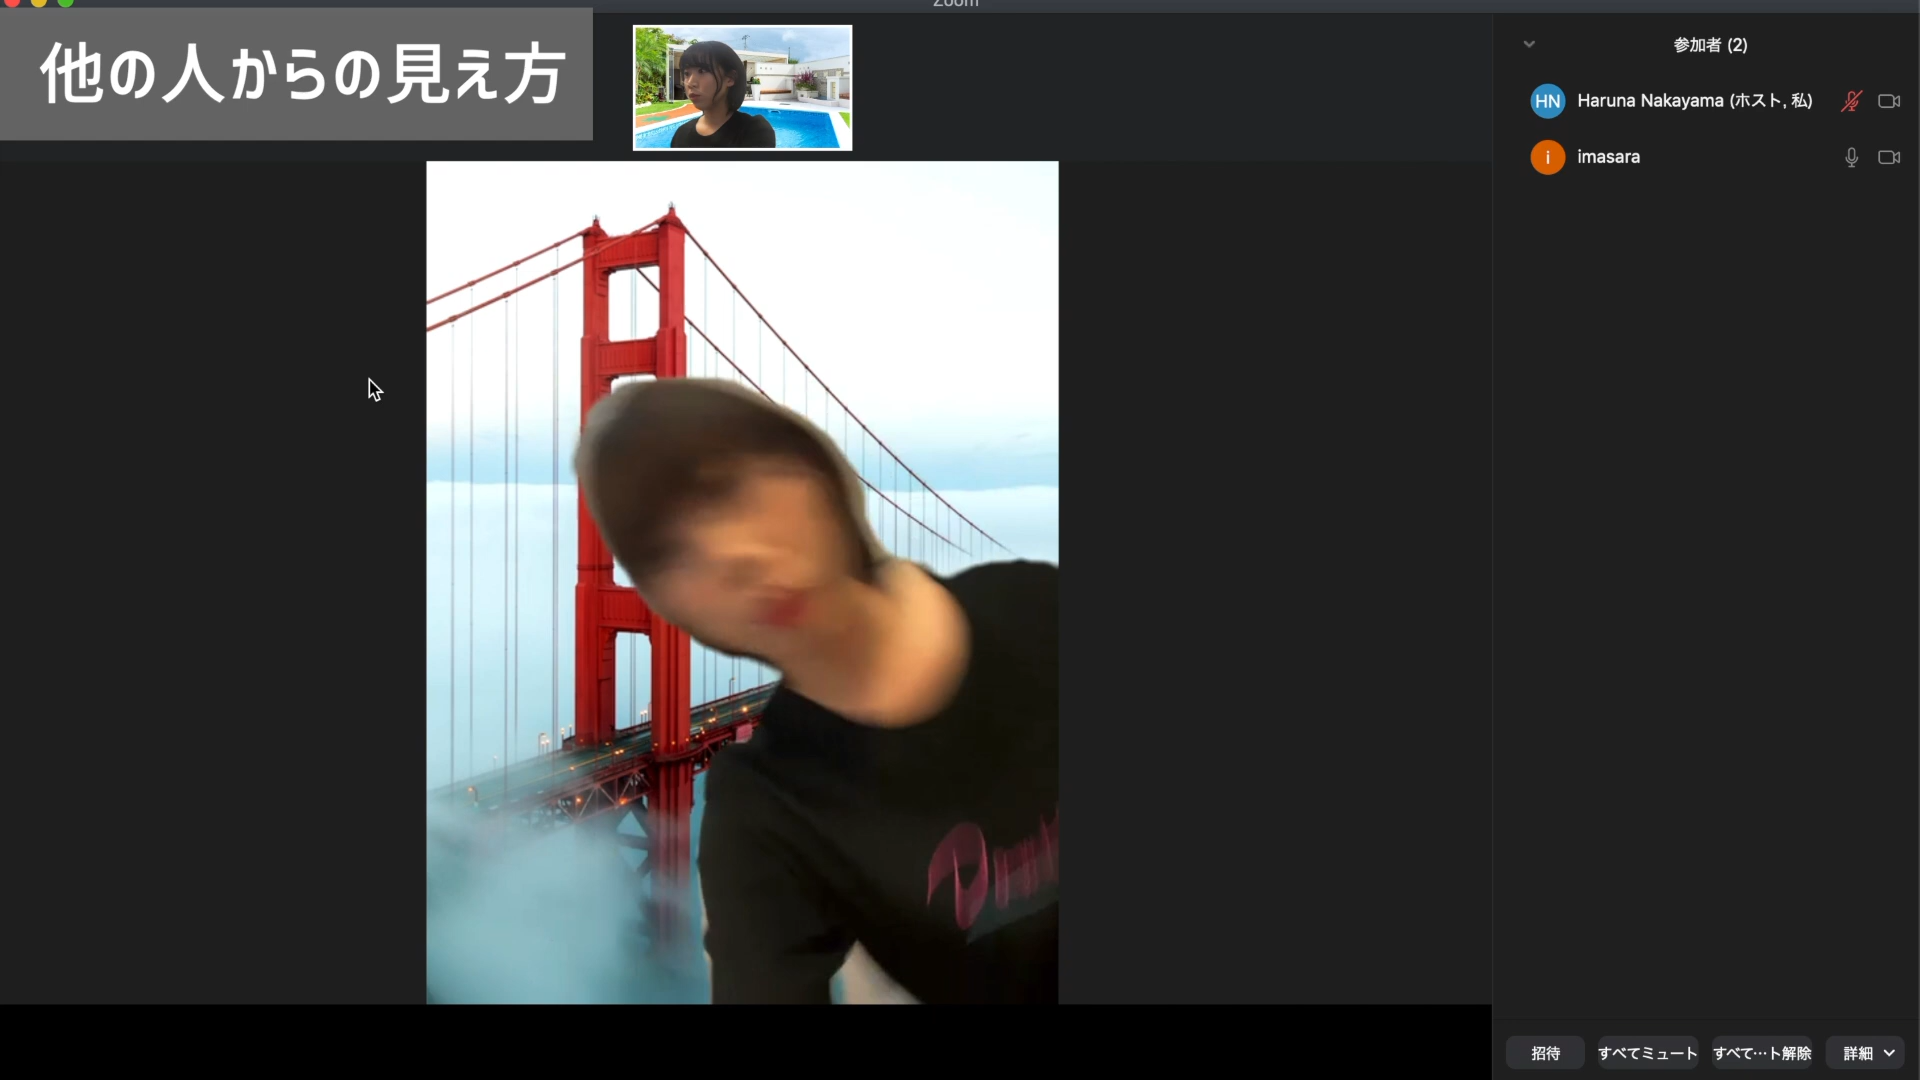 Zoom
他の人からの見え方
参加者 (2)
HN Haruna Nakayama (ホスト, 私)
i imasara
招待 すべてミュート すべて…ト解除 詳細